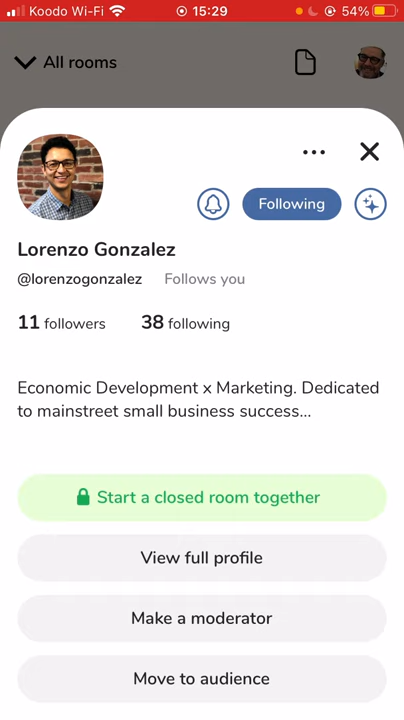 Koodo Wi-Fi 15:29 54%
All rooms
Following
Lorenzo Gonzalez
@lorenzogonzalez Follows you
11 followers 38 following
Economic Development x Marketing. Dedicated
to mainstreet small business success...
Start a closed room together
View full profile
Make a moderator
Move to audience